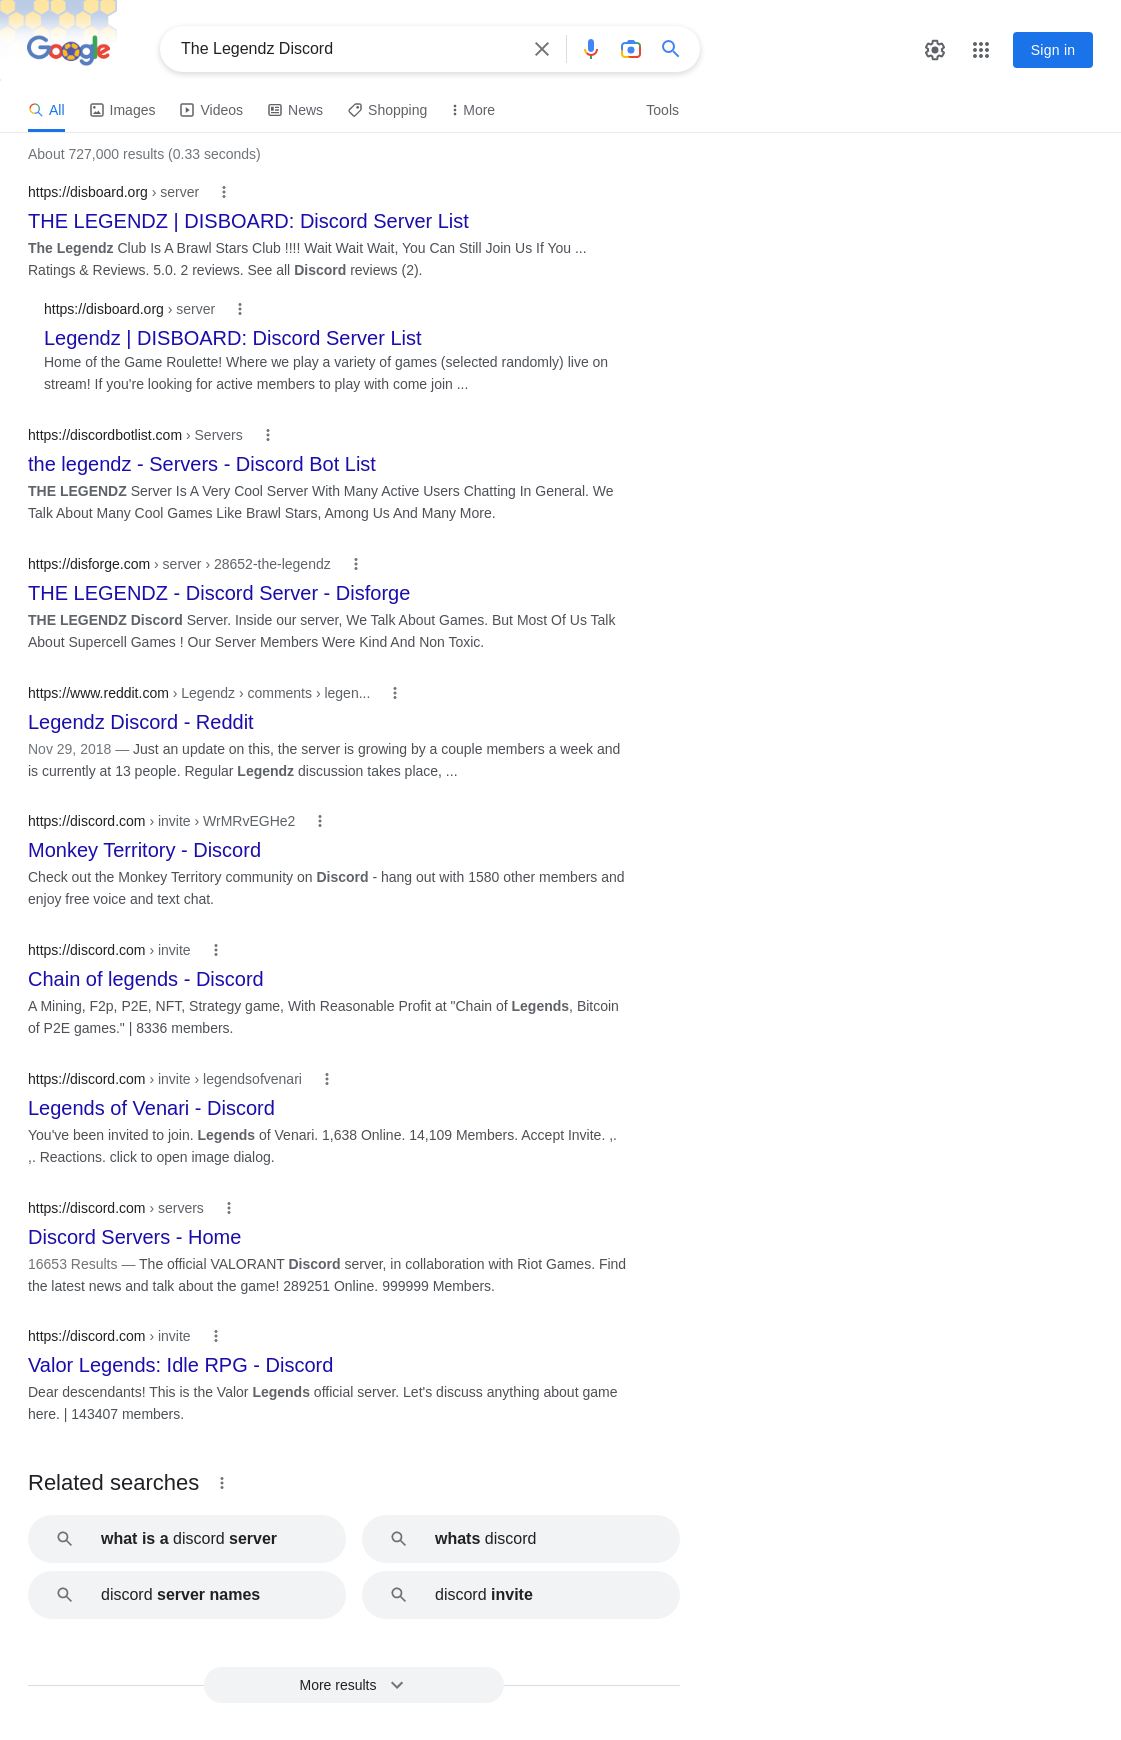 Google
The Legendz Discord
Sign in
All Images Videos News Shopping More Tools
About 727,000 results (0.33 seconds)
https://disboard.org › server
THE LEGENDZ | DISBOARD: Discord Server List
The Legendz Club Is A Brawl Stars Club !!!! Wait Wait Wait, You Can Still Join Us If You ...
Ratings & Reviews. 5.0. 2 reviews. See all Discord reviews (2).
https://disboard.org › server
Legendz | DISBOARD: Discord Server List
Home of the Game Roulette! Where we play a variety of games (selected randomly) live on
stream! If you're looking for active members to play with come join ...
https://discordbotlist.com › Servers
the legendz - Servers - Discord Bot List
THE LEGENDZ Server Is A Very Cool Server With Many Active Users Chatting In General. We
Talk About Many Cool Games Like Brawl Stars, Among Us And Many More.
https://disforge.com › server › 28652-the-legendz
THE LEGENDZ - Discord Server - Disforge
THE LEGENDZ Discord Server. Inside our server, We Talk About Games. But Most Of Us Talk
About Supercell Games ! Our Server Members Were Kind And Non Toxic.
https://www.reddit.com › Legendz › comments › legen...
Legendz Discord - Reddit
Nov 29, 2018 — Just an update on this, the server is growing by a couple members a week and
is currently at 13 people. Regular Legendz discussion takes place, ...
https://discord.com › invite › WrMRvEGHe2
Monkey Territory - Discord
Check out the Monkey Territory community on Discord - hang out with 1580 other members and
enjoy free voice and text chat.
https://discord.com › invite
Chain of legends - Discord
A Mining, F2p, P2E, NFT, Strategy game, With Reasonable Profit at "Chain of Legends, Bitcoin
of P2E games." | 8336 members.
https://discord.com › invite › legendsofvenari
Legends of Venari - Discord
You've been invited to join. Legends of Venari. 1,638 Online. 14,109 Members. Accept Invite. ,.
,. Reactions. click to open image dialog.
https://discord.com › servers
Discord Servers - Home
16653 Results — The official VALORANT Discord server, in collaboration with Riot Games. Find
the latest news and talk about the game! 289251 Online. 999999 Members.
https://discord.com › invite
Valor Legends: Idle RPG - Discord
Dear descendants! This is the Valor Legends official server. Let's discuss anything about game
here. | 143407 members.
Related searches
what is a discord server
whats discord
discord server names
discord invite
More results